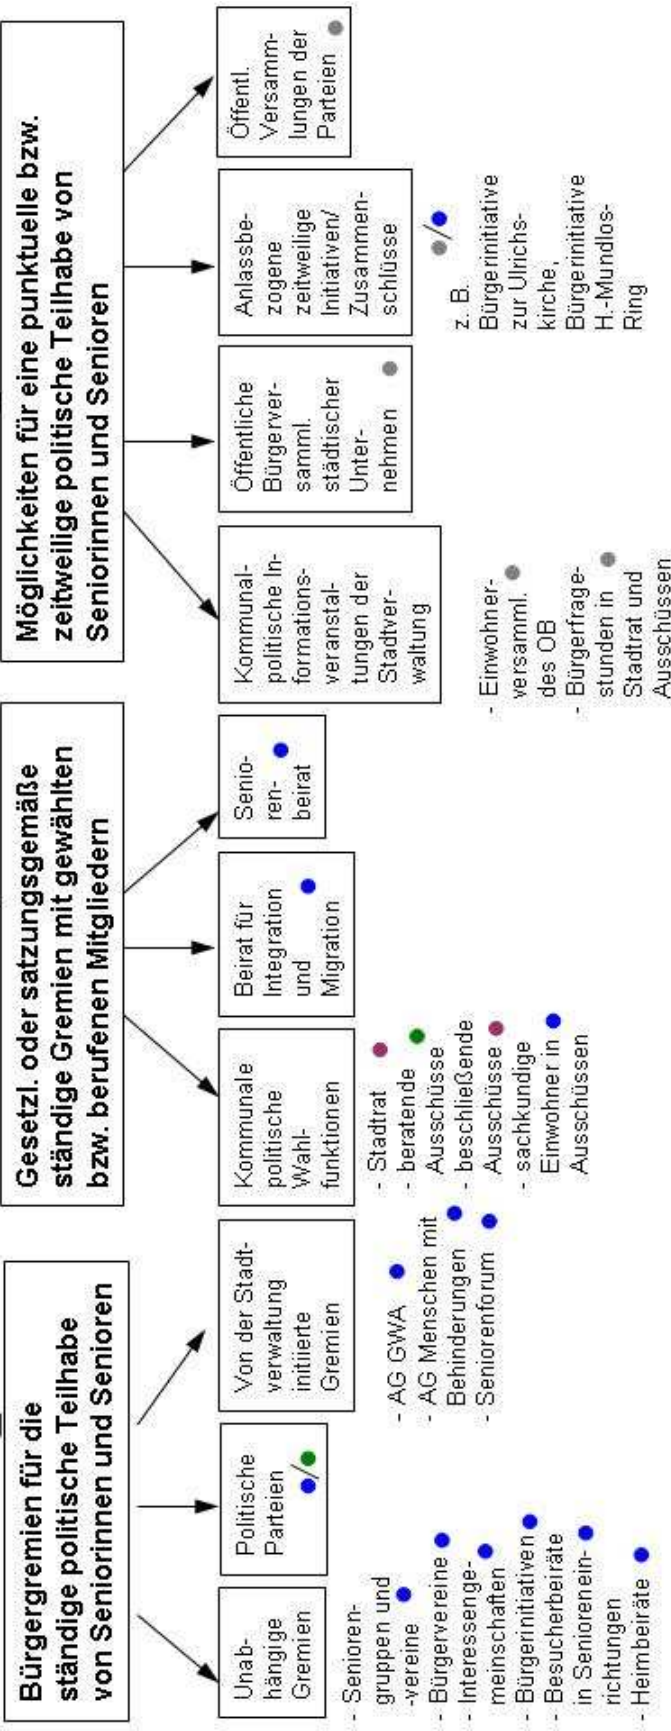 Bürgergremien für die
ständige politische Teilhabe
von Seniorinnen und Senioren
Unab-
hängige
Gremien
- Senioren-
gruppen und
-vereine
- Bürgervereine
- Interessenge-
meinschaften
- Bürgerinitiativen
- Besucherbeiräte
in Seniorenein-
richtungen
- Heimbeiräte
Politische
Parteien
/
Von der Stadt-
verwaltung
initiierte
Gremien
- AG GWA
- AG Menschen mit
Behinderungen
- Seniorenforum
Gesetzl. oder satzungsgemäße
ständige Gremien mit gewählten
bzw. berufenen Mitgliedern
Kommunale
politische
Wahl-
funktionen
- Stadtrat
- beratende
Ausschüsse
- beschließende
Ausschüsse
- sachkundige
Einwohner in
Ausschüssen
Beirat für
Integration
und
Migration
Senio-
ren-
beirat
Möglichkeiten für eine punktuelle bzw.
zeitweilige politische Teilhabe von
Seniorinnen und Senioren
Kommunal-
politische In-
formations-
veranstal-
tungen der
Stadtver-
waltung
- Einwohner-
versamml.
des OB
- Bürgerfrage-
stunden in
Stadtrat und
Ausschüssen
Öffentliche
Bürgerver-
samml.
städtischer
Unter-
nehmen
Anlassbe-
zogene
zeitweilige
Initiativen/
Zusammen-
schlüsse
/
z. B.
Bürgerinitiative
zur Ulrichs-
kirche,
Bürgerinitiative
H.-Mundlos-
Ring
Öffentl.
Versamm-
lungen der
Parteien